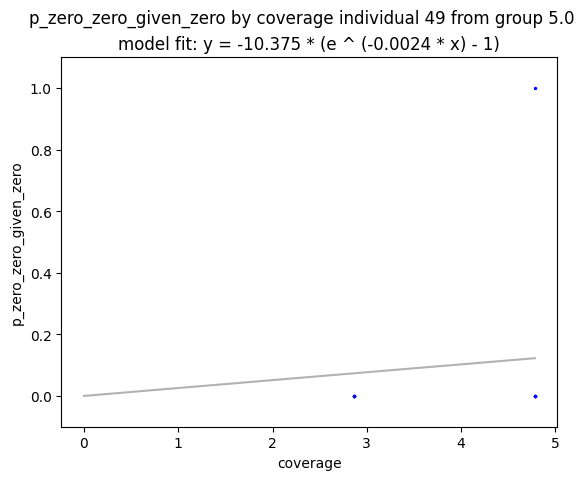 p_zero_zero_given_zero by coverage individual 49 from group 5.0
model fit: y = -10.375 * (e ^ (-0.0024 * x) - 1)
1.0
0.8
0.6
0.4
0.2
0.0
p_zero_zero_given_zero
0 1 2 3 4 5
coverage